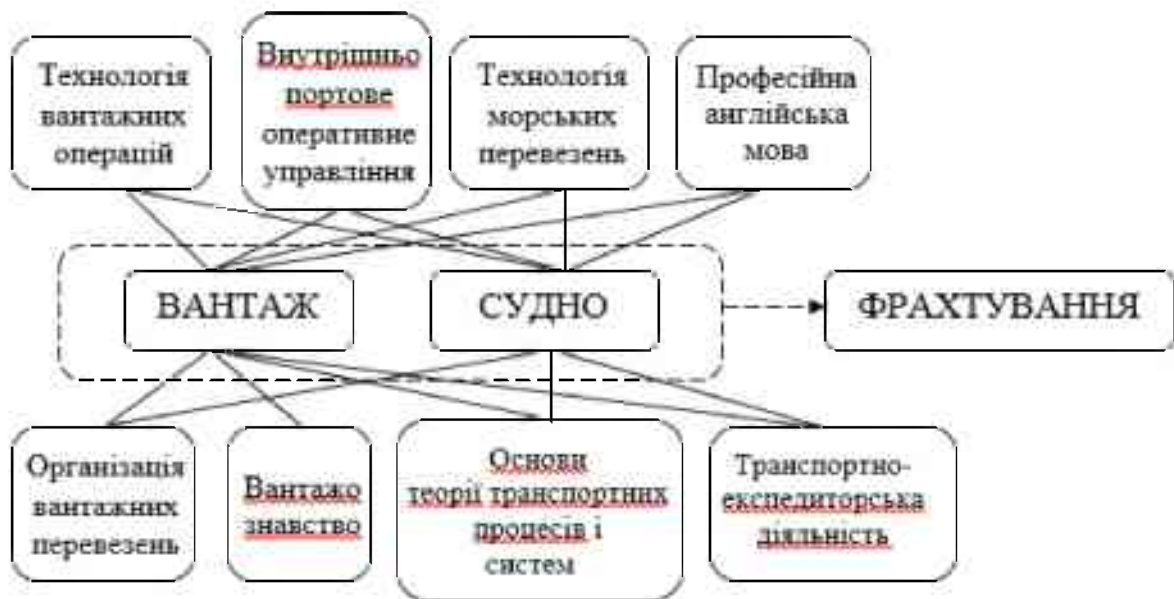 Технологія
вантажних
операцій
Внутрішньо
портове
оперативне
управління
Технологія
морських
перевезень
Професійна
англійська
мова
ВАНТАЖ
СУДНО
ФРАХТУВАННЯ
Організація
вантажних
перевезень
Вантажо
знавство
Основи
теорії транспортних
процесів і
систем
Транспортно-
експедиторська
діяльність